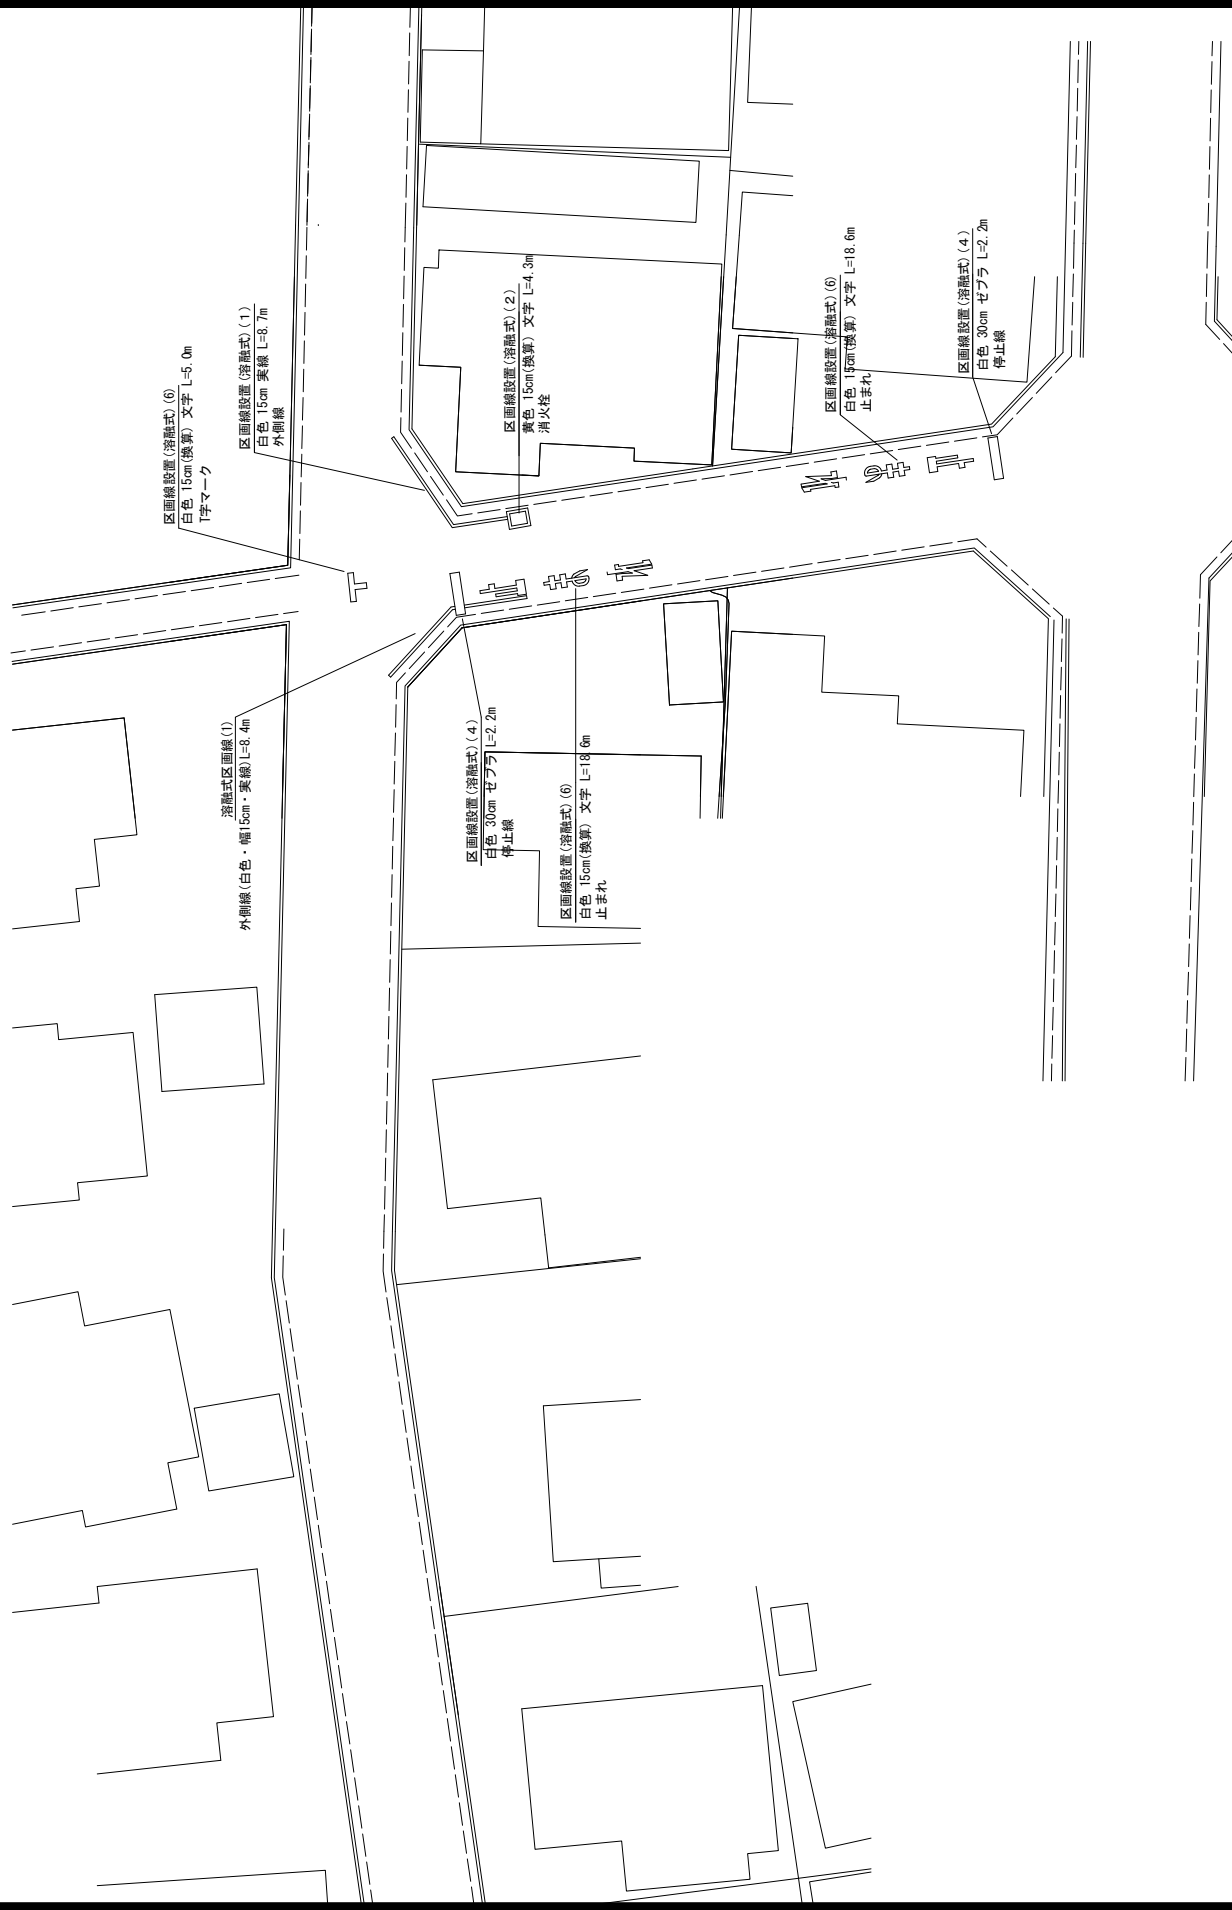 区画線設置(溶融式)(6)
白色 15cm(換算) 文字 L=5.0m
T字マーク
区画線設置(溶融式)(1)
白色 15cm 実線 L=8.7m
外側線
区画線設置(溶融式)(2)
黄色 15cm(換算) 文字 L=4.3m
消火栓
区画線設置(溶融式)(6)
白色 15cm(換算) 文字 L=18.6m
止まれ
区画線設置(溶融式)(4)
白色 30cm ゼブラ L=2.2m
停止線
溶融式区画線(1)
外側線(白色・幅15cm・実線)L=8.4m
区画線設置(溶融式)(4)
白色 30cm ゼブラ L=2.2m
停止線
区画線設置(溶融式)(6)
白色 15cm(換算) 文字 L=18.6m
止まれ
止まれ
止まれ